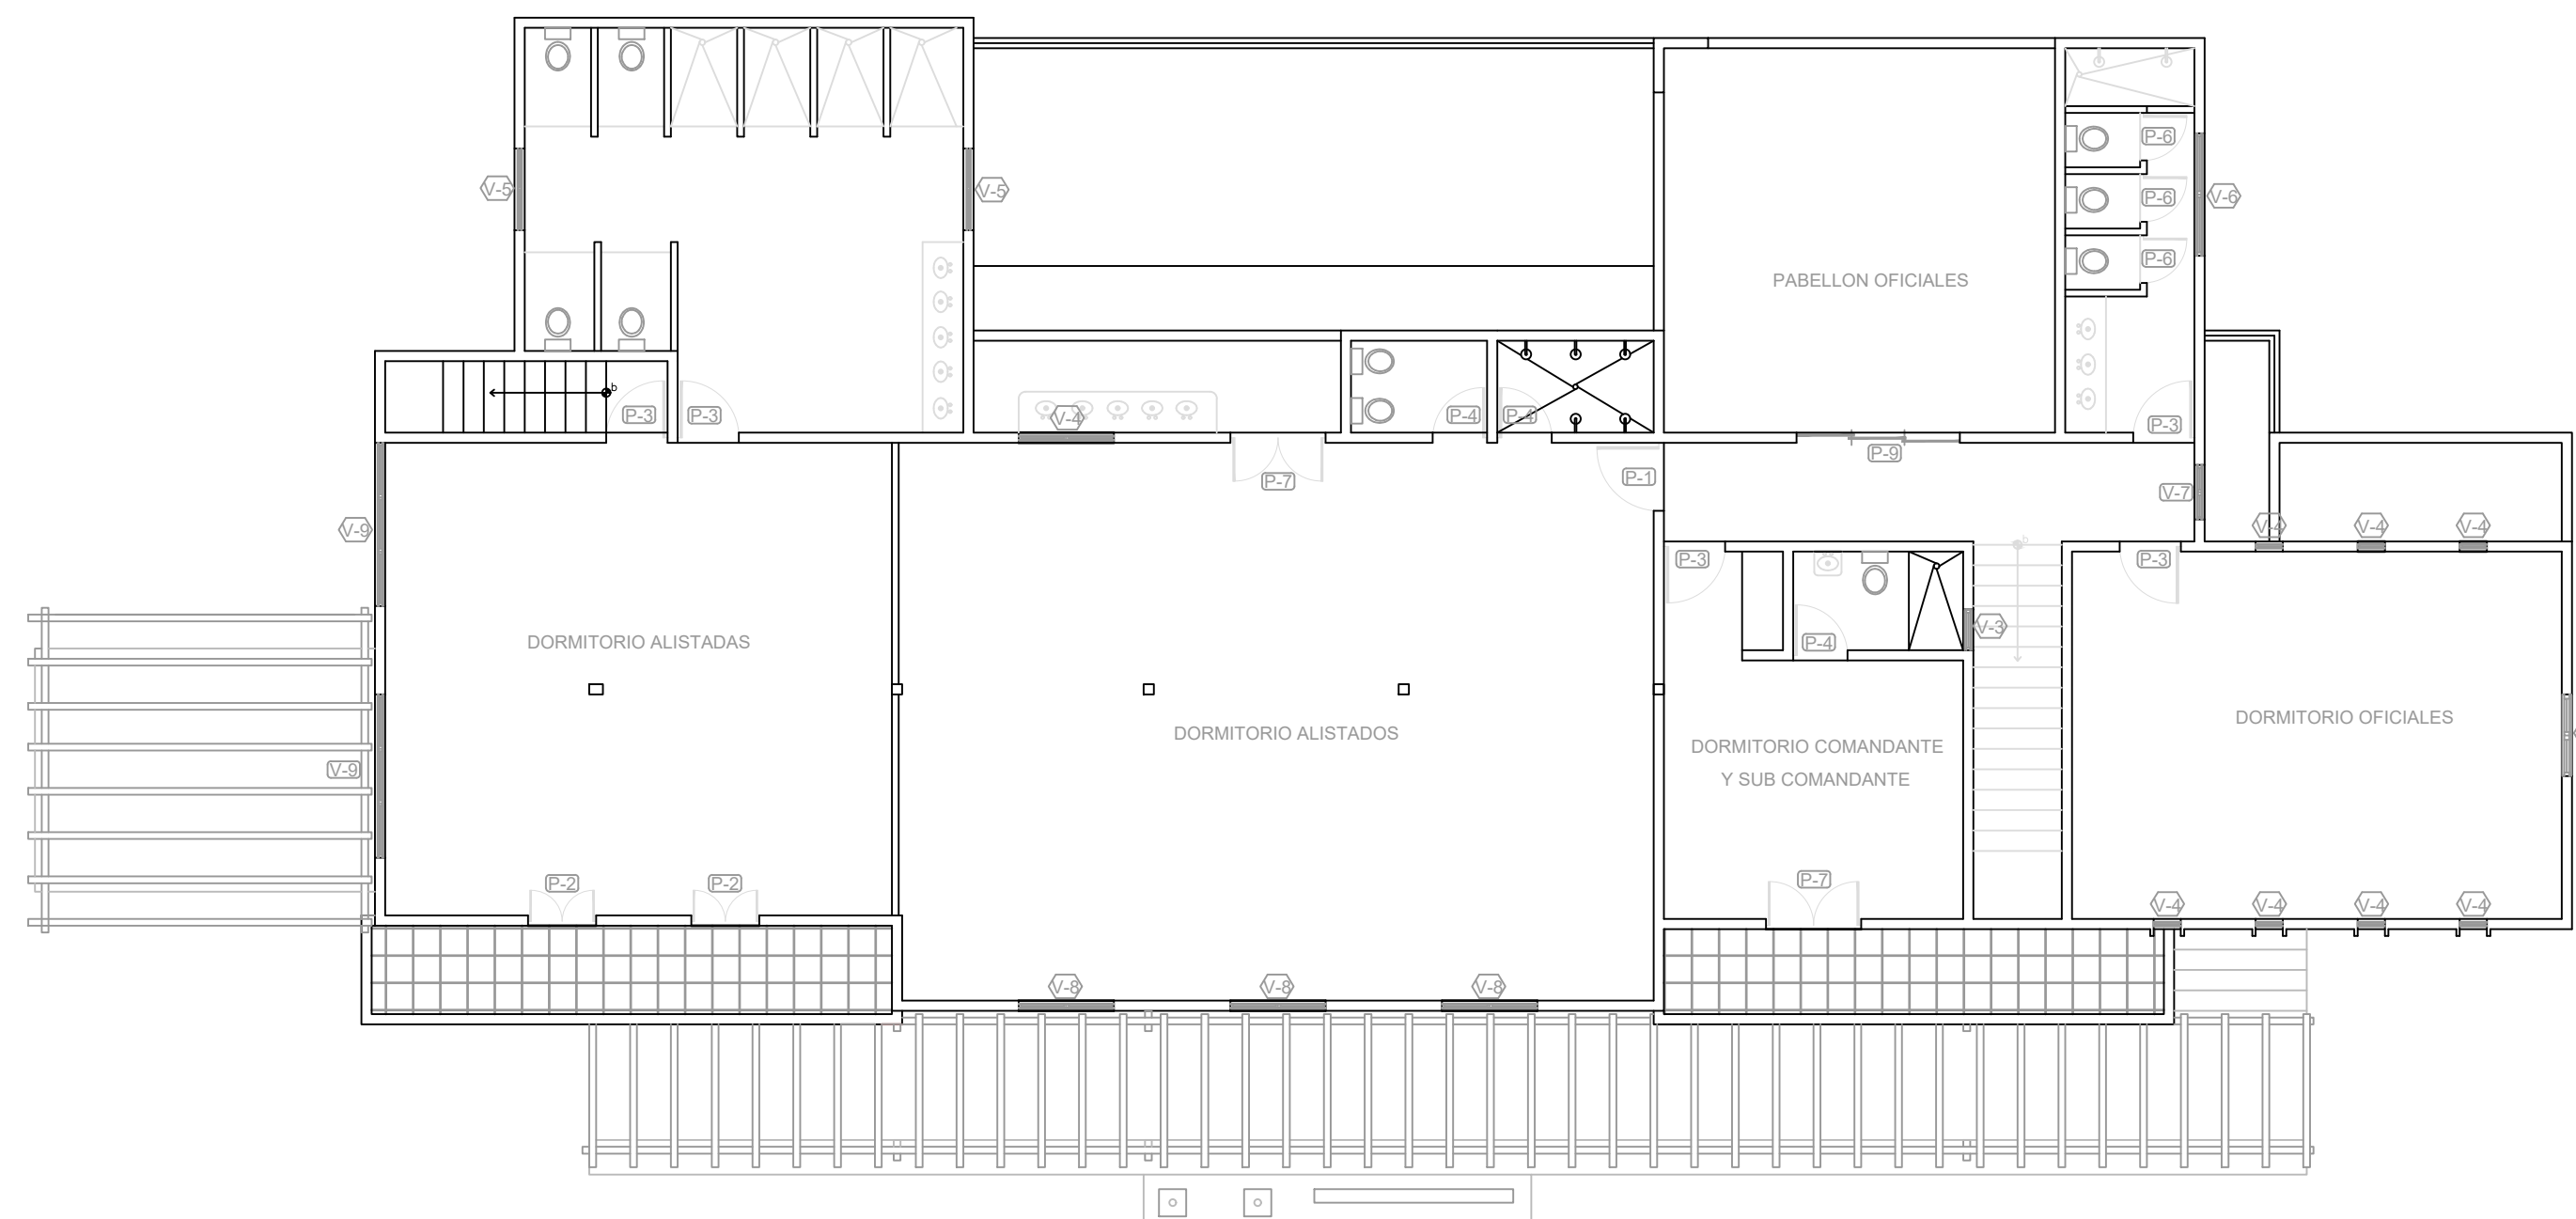 P-6
V-5
V-5
P-6
V-6
P-6
PABELLON OFICIALES
b
P-3
P-3
V-4
P-4
P-4
P-3
P-9
P-7
P-1
V-7
V-9
V-4
V-4
V-4
b
P-3
P-3
DORMITORIO ALISTADAS
P-4
V-3
DORMITORIO OFICIALES
DORMITORIO ALISTADOS
DORMITORIO COMANDANTE
Y SUB COMANDANTE
V-9
P-2
P-2
P-7
V-4
V-4
V-4
V-4
V-8
V-8
V-8